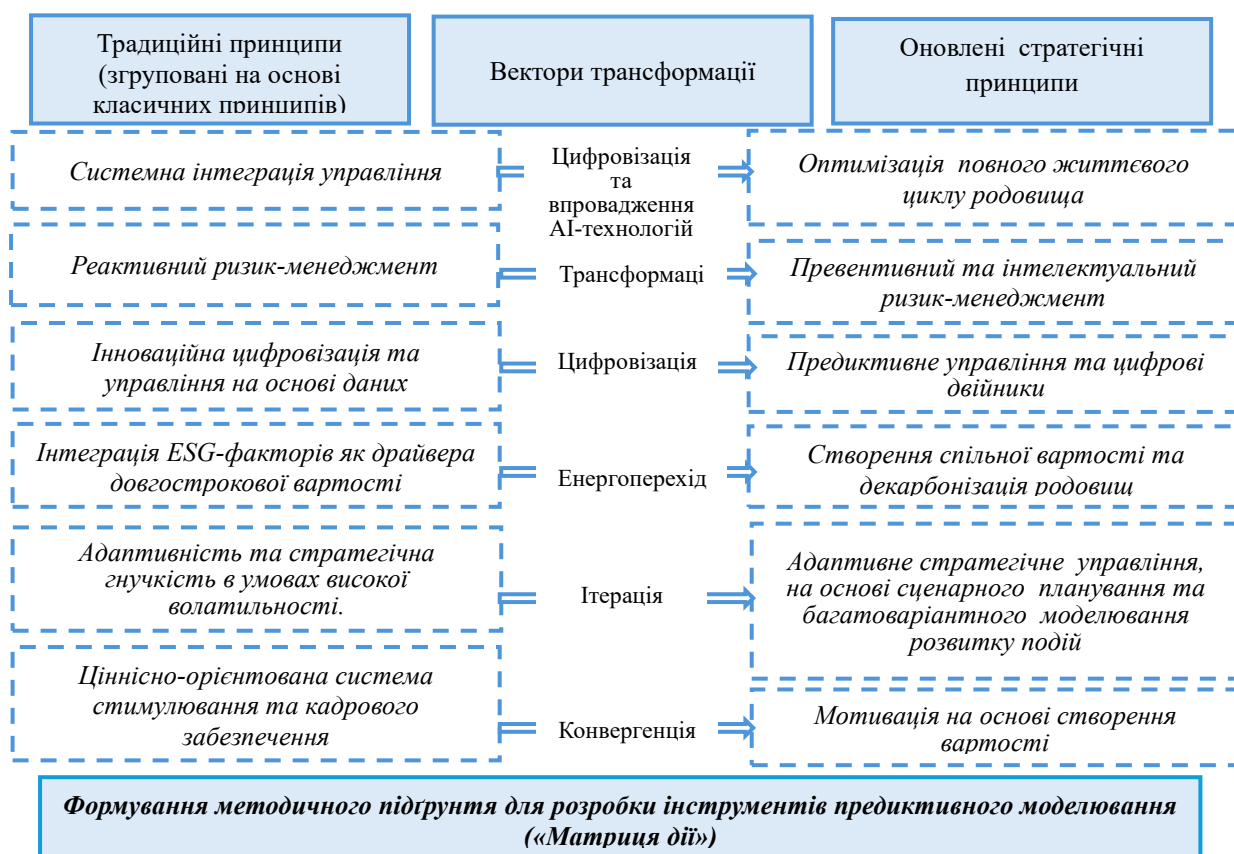 Традиційні принципи
(згруповані на основі
класичних принципів)
Вектори трансформації
Оновлені стратегічні
принципи
Системна інтеграція управління
Цифровізація
та
впровадження
АІ-технологій
Оптимізація повного життєвого
циклу родовища
Реактивний ризик-менеджмент
Трансформаці
Превентивний та інтелектуальний
ризик-менеджмент
Інноваційна цифровізація та
управління на основі даних
Цифровізація
Предиктивне управління та цифрові
двійники
Інтеграція ESG-факторів як драйвера
довгострокової вартості
Енергоперехід
Створення спільної вартості та
декарбонізація родовищ
Адаптивність та стратегічна
гнучкість в умовах високої
волатильності.
Ітерація
Адаптивне стратегічне управління,
на основі сценарного планування та
багатоваріантного моделювання
розвитку подій
Ціннісно-орієнтована система
стимулювання та кадрового
забезпечення
Конвергенція
Мотивація на основі створення
вартості
Формування методичного підґрунтя для розробки інструментів предиктивного моделювання
(«Матриця дії»)